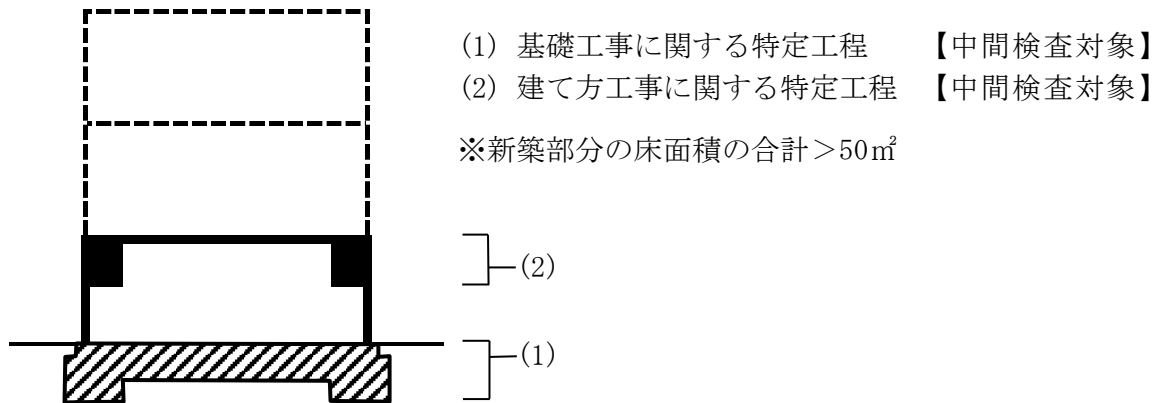 (1) 基礎工事に関する特定工程 【中間検査対象】
(2) 建て方工事に関する特定工程 【中間検査対象】
※新築部分の床面積の合計＞50㎡
(2)
(1)